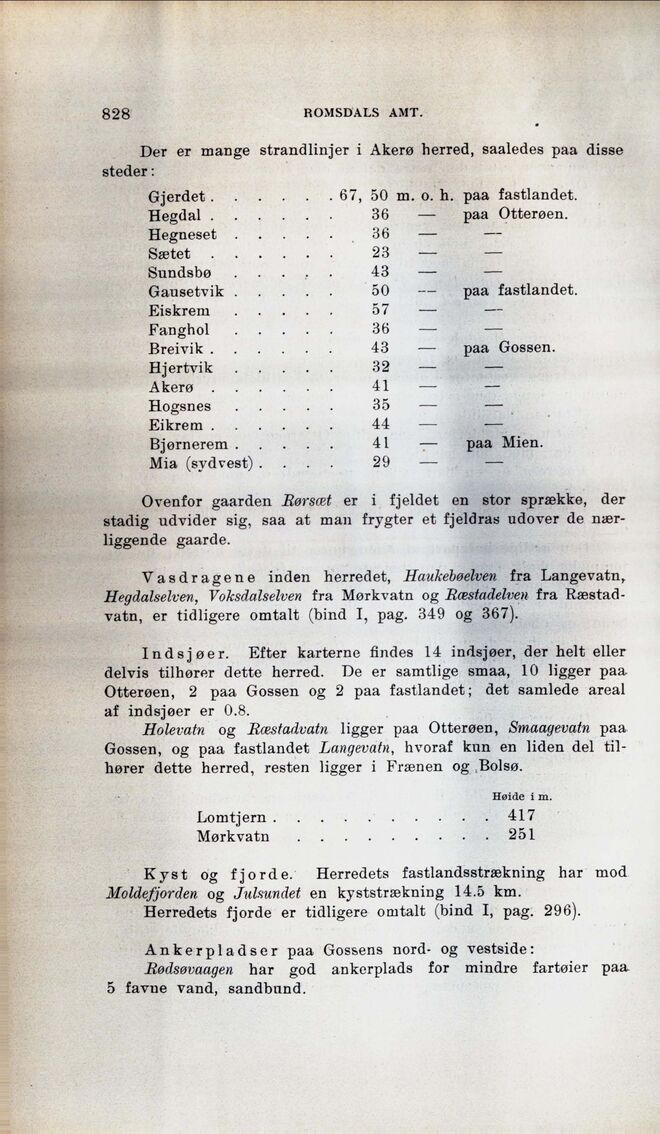 828 ROMSDALS AMT.
Der er mange strandlinjer i Akerø herred, saaledes paa disse
steder:
Gjerdet . . . . . . 67, 50 m. o. h. paa fastlandet.
Hegdal . . . . . . 36 — paa Otterøen.
Hegneset . . . . . 36 — —
Sætet . . . . . . 23 — —
Sundsbø . . . . . 43 — —
Gausetvik . . . . . 50 — paa fastlandet.
Eiskrem . . . . . 57 — —
Fanghol . . . . . 36 — —
Breivik . . . . . . 43 — paa Gossen.
Hjertvik . . . . . 32 — —
Akerø . . . . . . 41 — —
Hogsnes . . . . . 35 — —
Eikrem . . . . . . 44 — —
Bjørnerem . . . . . 41 — paa Mien.
Mia (sydvest) . . . . 29 — —
Ovenfor gaarden Rørsæt er i fjeldet en stor sprække, der
stadig udvider sig, saa at man frygter et fjeldras udover de nær-
liggende gaarde.
Vasdragene inden herredet, Haukebøelven fra Langevatn,
Hegdalselven, Voksdalselven fra Mørkvatn og Ræstadelven fra Ræstad-
vatn, er tidligere omtalt (bind I, pag. 349 og 367).
Indsjøer. Efter karterne findes 14 indsjøer, der helt eller
delvis tilhører dette herred. De er samtlige smaa, 10 ligger paa
Otterøen, 2 paa Gossen og 2 paa fastlandet; det samlede areal
af indsjøer er 0.8.
Holevatn og Ræstadvatn ligger paa Otterøen, Smaagevatn paa
Gossen, og paa fastlandet Langevatn, hvoraf kun en liden del til-
hører dette herred, resten ligger i Frænen og Bolsø.
Høide i m.
Lomtjern . . . . . . . . . . 417
Mørkvatn . . . . . . . . . 251
Kyst og fjorde. Herredets fastlandsstrækning har mod
Moldefjorden og Julsundet en kyststrækning 14.5 km.
Herredets fjorde er tidligere omtalt (bind I, pag. 296).
Ankerpladser paa Gossens nord- og vestside:
Rødsøvaagen har god ankerplads for mindre fartøier paa
5 favne vand, sandbund.